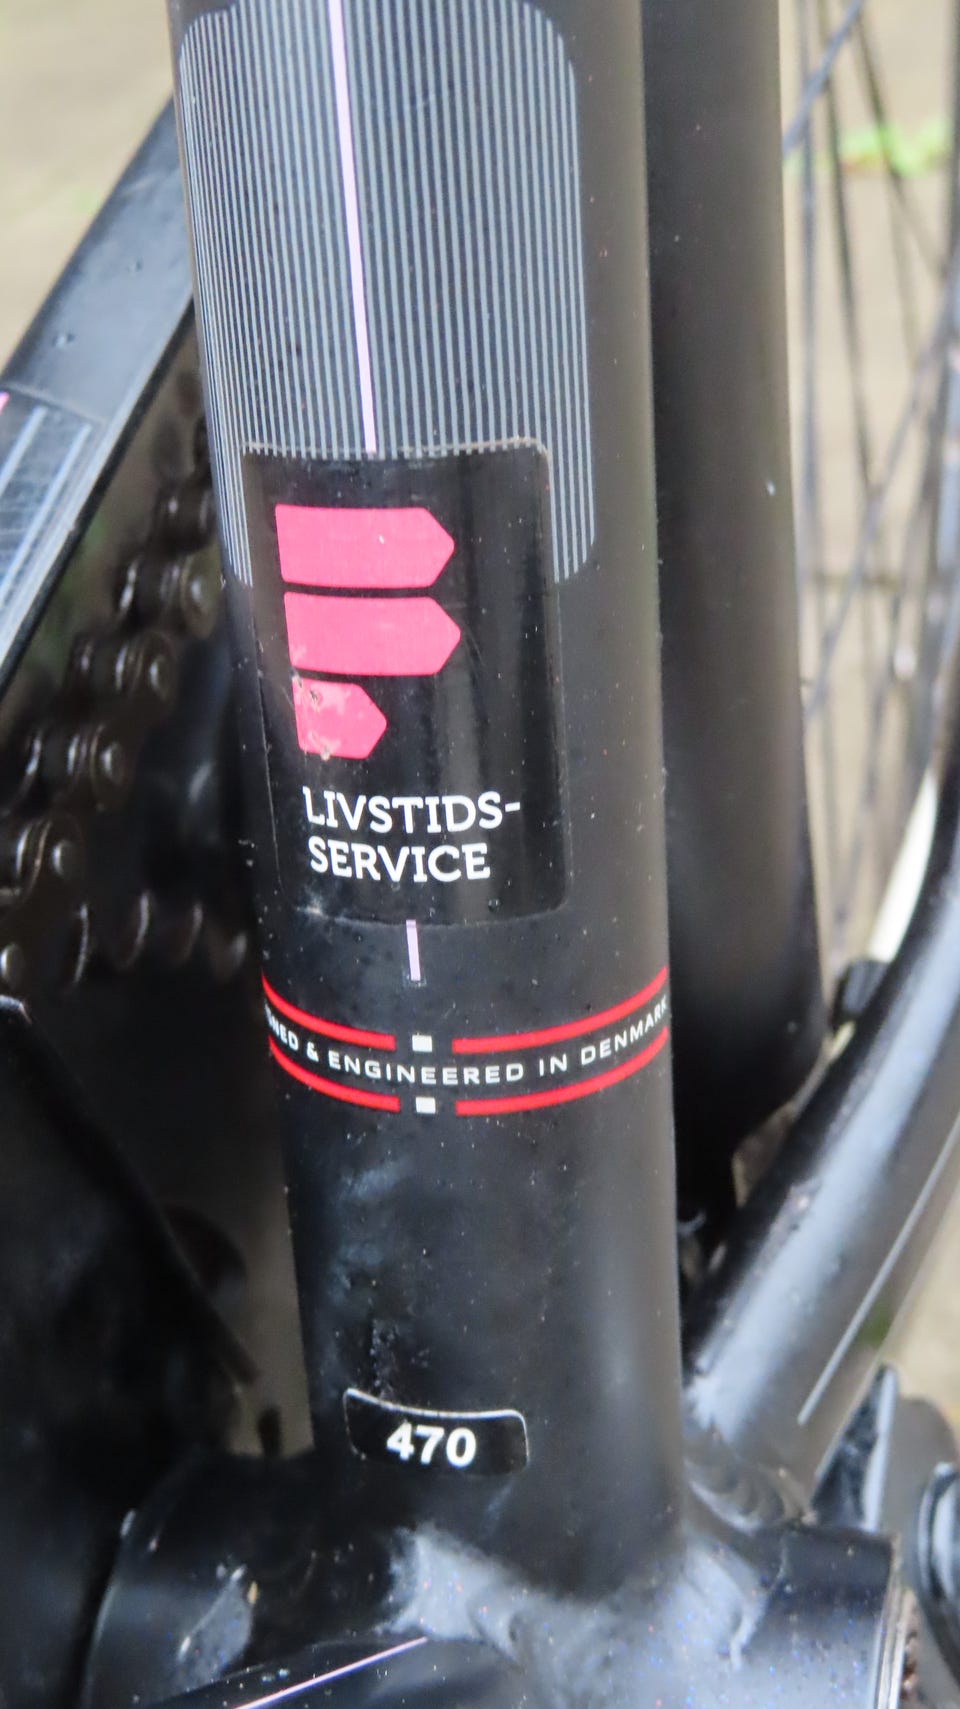 LIVSTIDS-
SERVICE
& ENGINEERED IN DENMARK
470